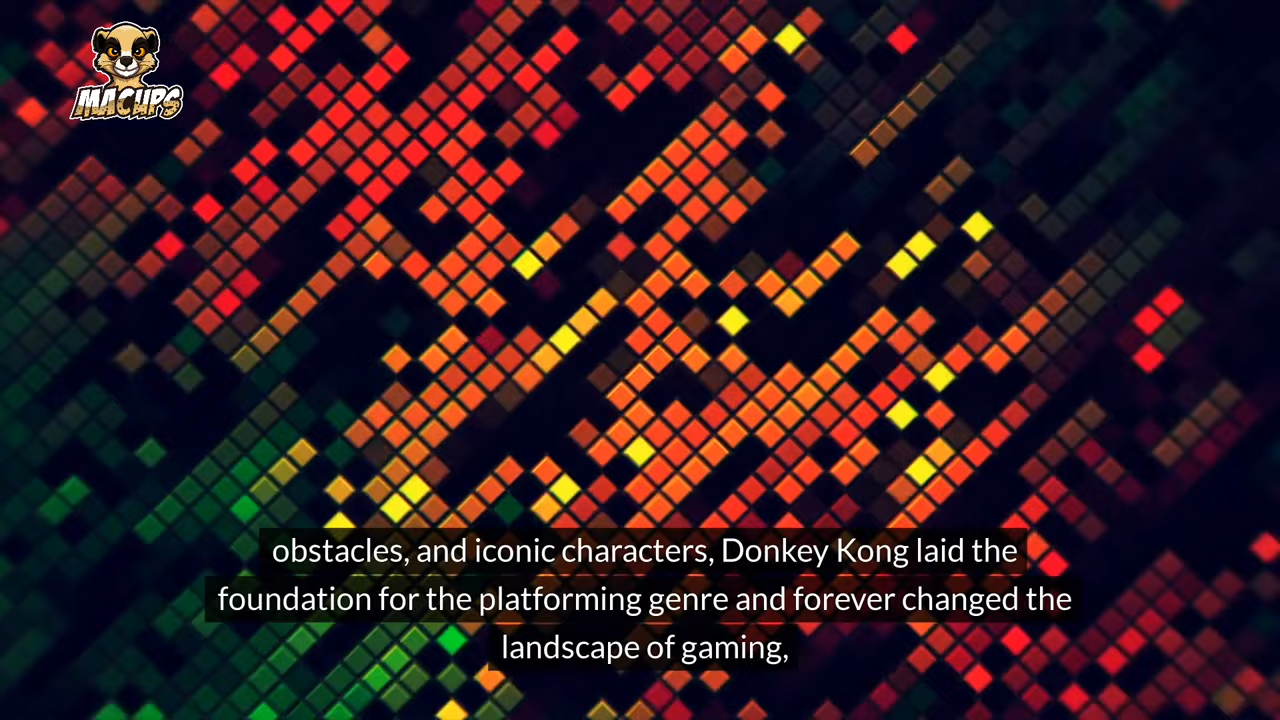 MACUPS
obstacles, and iconic characters, Donkey Kong laid the
foundation for the platforming genre and forever changed the
landscape of gaming,